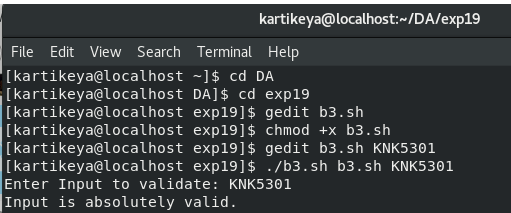 kartikeya@localhost:~/DA/exp19
File Edit View Search Terminal Help
[kartikeya@localhost ~]$ cd DA
[kartikeya@localhost DA]$ cd exp19
[kartikeya@localhost exp19]$ gedit b3.sh
[kartikeya@localhost exp19]$ chmod +x b3.sh
[kartikeya@localhost exp19]$ gedit b3.sh KNK5301
[kartikeya@localhost exp19]$ ./b3.sh b3.sh KNK5301
Enter Input to validate: KNK5301
Input is absolutely valid.